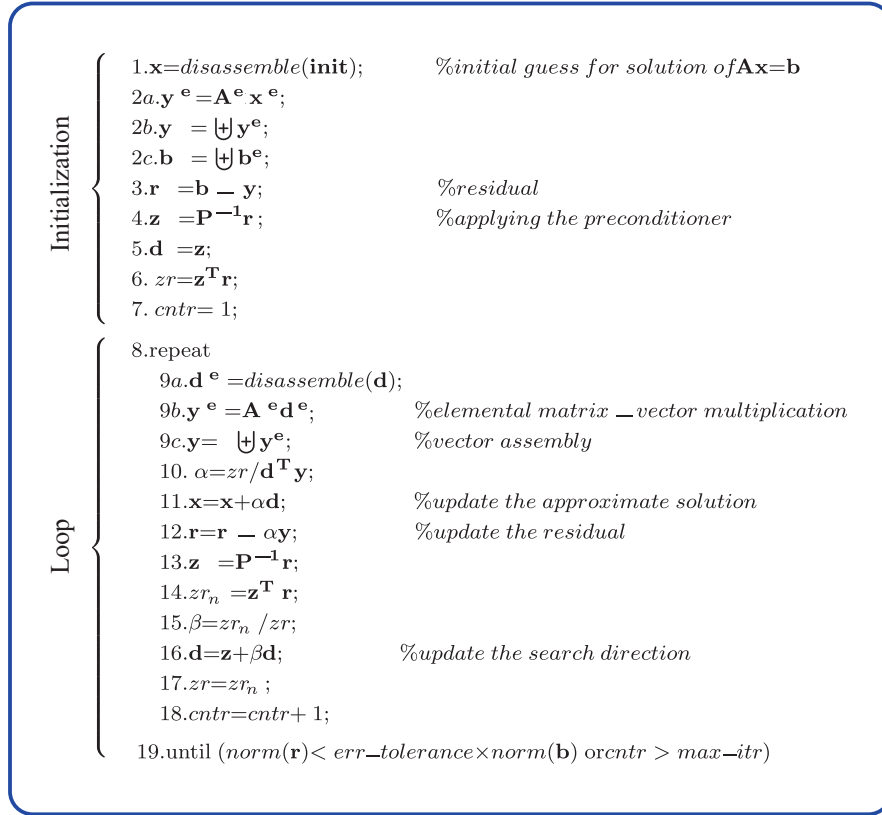 Initialization
1.x=disassemble(init); %initial guess for solution of Ax=b
2a.y^e=A^e x^e;
2b.y = ⨄y^e;
2c.b = ⨄b^e;
3.r =b − y; %residual
4.z =P^−1r; %applying the preconditioner
5.d =z;
6. zr=z^T r;
7. cntr= 1;
Loop
8.repeat
9a.d^e=disassemble(d);
9b.y^e=A^e d^e; %elemental matrix −vector multiplication
9c.y= ⨄y^e; %vector assembly
10. α=zr/d^T y;
11.x=x+αd; %update the approximate solution
12.r=r − αy; %update the residual
13.z =P^−1r;
14.zr_n =z^T r;
15.β=zr_n /zr;
16.d=z+βd; %update the search direction
17.zr=zr_n ;
18.cntr=cntr+ 1;
19.until (norm(r)< err−tolerance×norm(b) orcntr > max−itr)